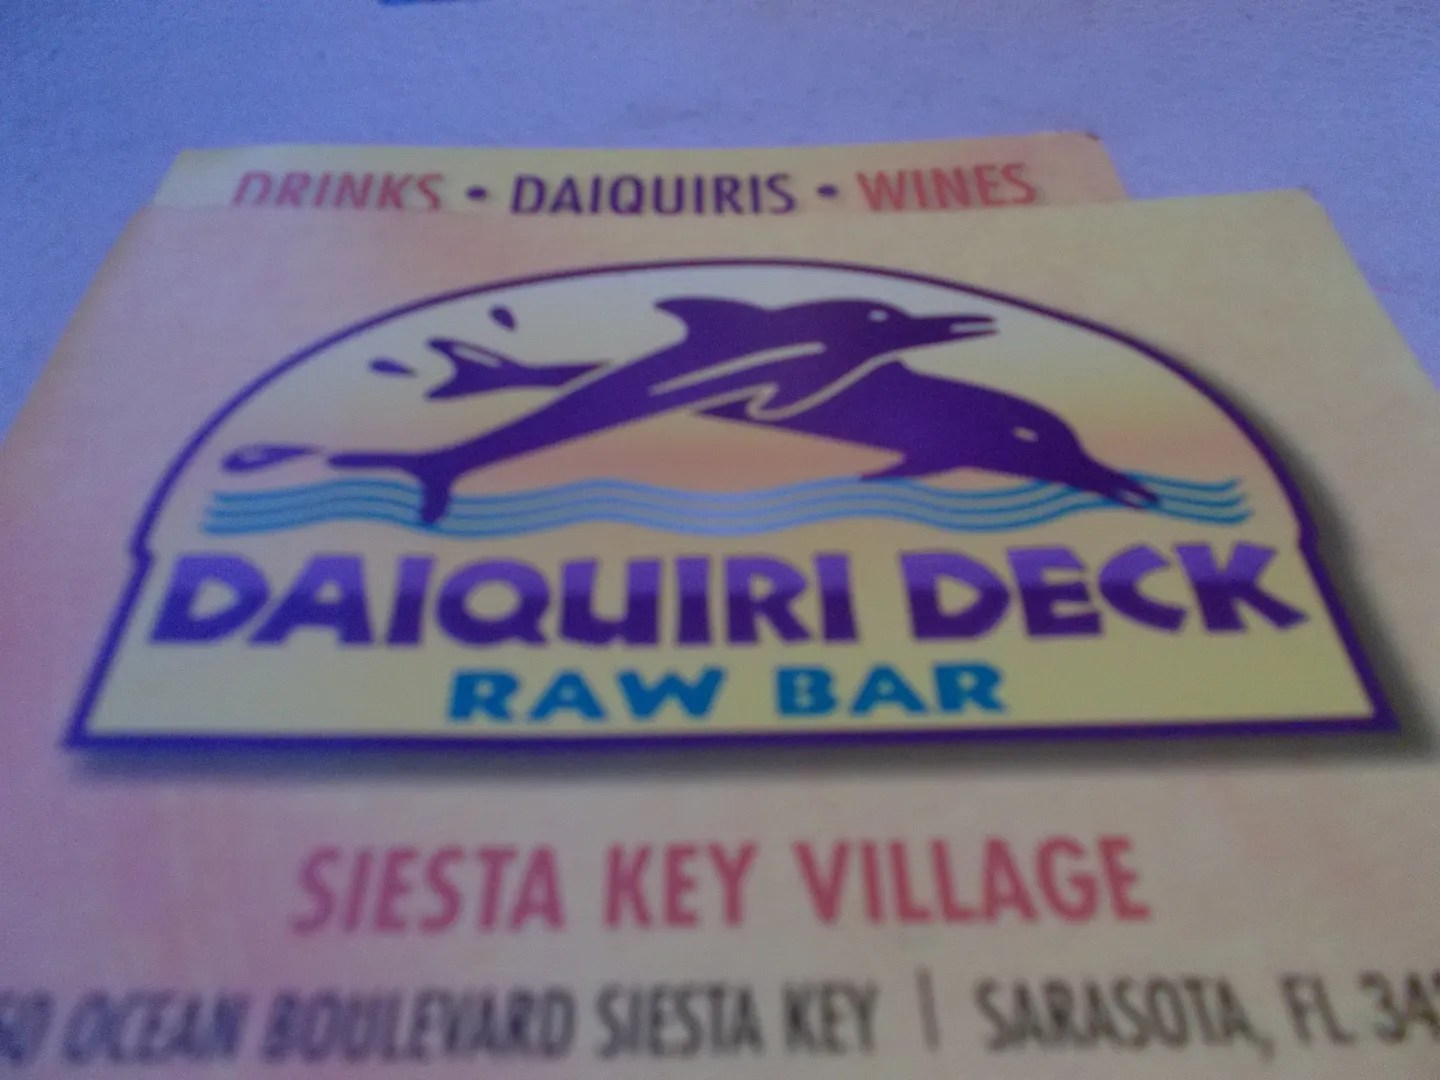 DRINKS • DAIQUIRIS • WINES
DAIQUIRI DECK
RAW BAR
SIESTA KEY VILLAGE
OCEAN BOULEVARD SIESTA KEY | SARASOTA, FL